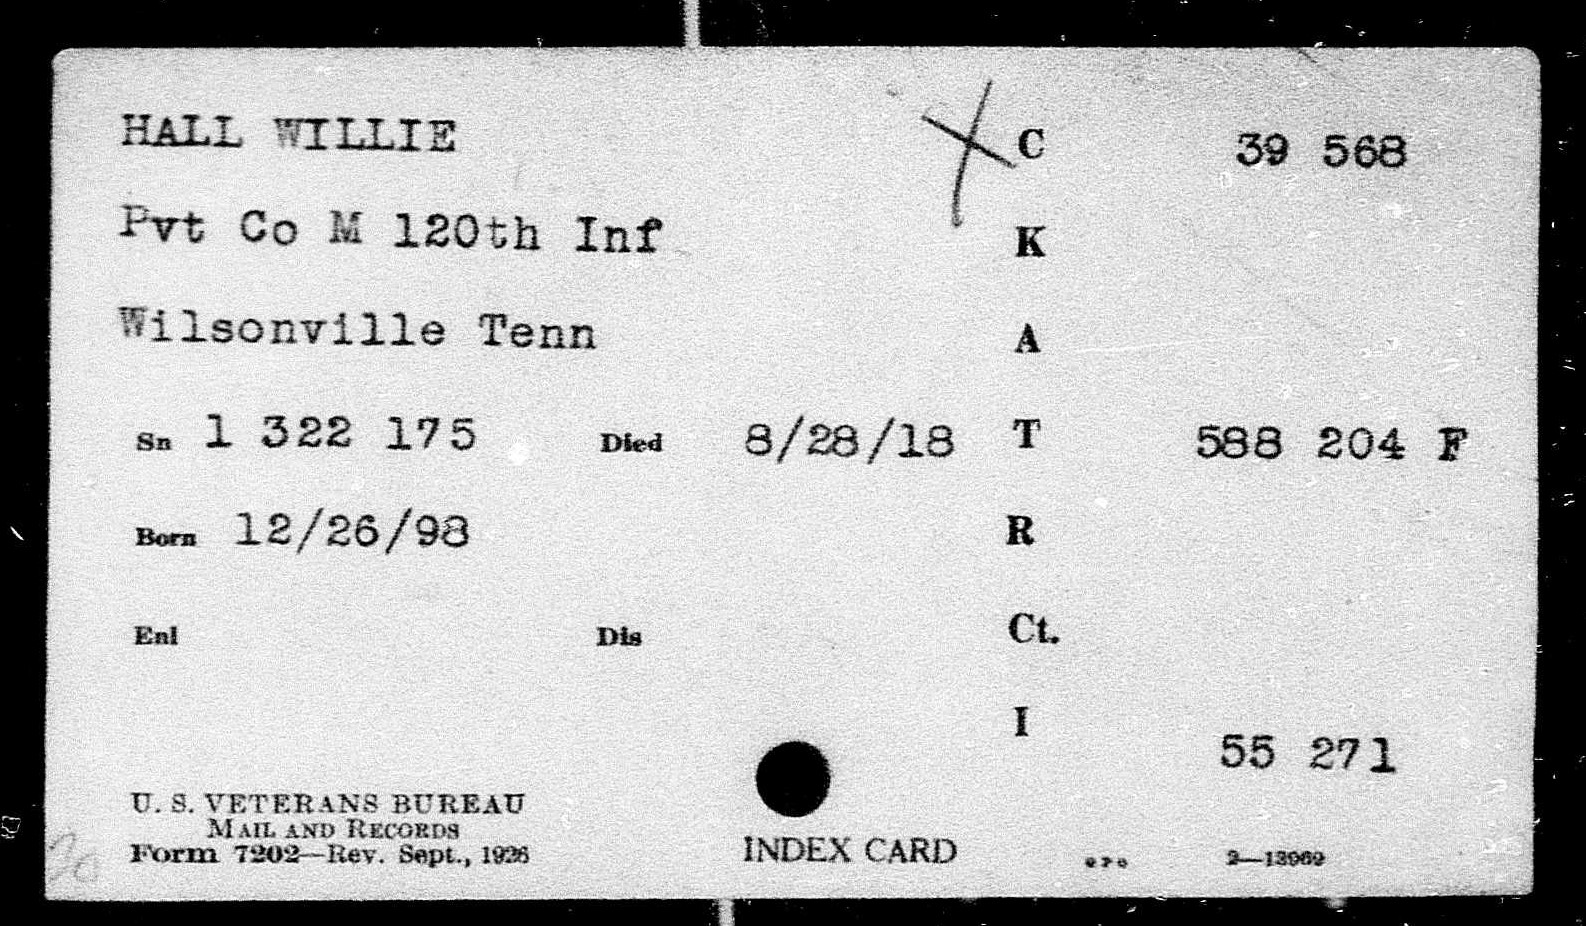 HALL WILLIE
C 39 568
Pvt Co M 120th Inf
K
Wilsonville Tenn
A
Sn 1 322 175 Died 8/28/18 T 588 204 F
Born 12/26/98
R
Enl Dis Ct.
I 55 271
U. S. VETERANS BUREAU
MAIL AND RECORDS
Form 7202—Rev. Sept., 1926
INDEX CARD
GPO 2—13969